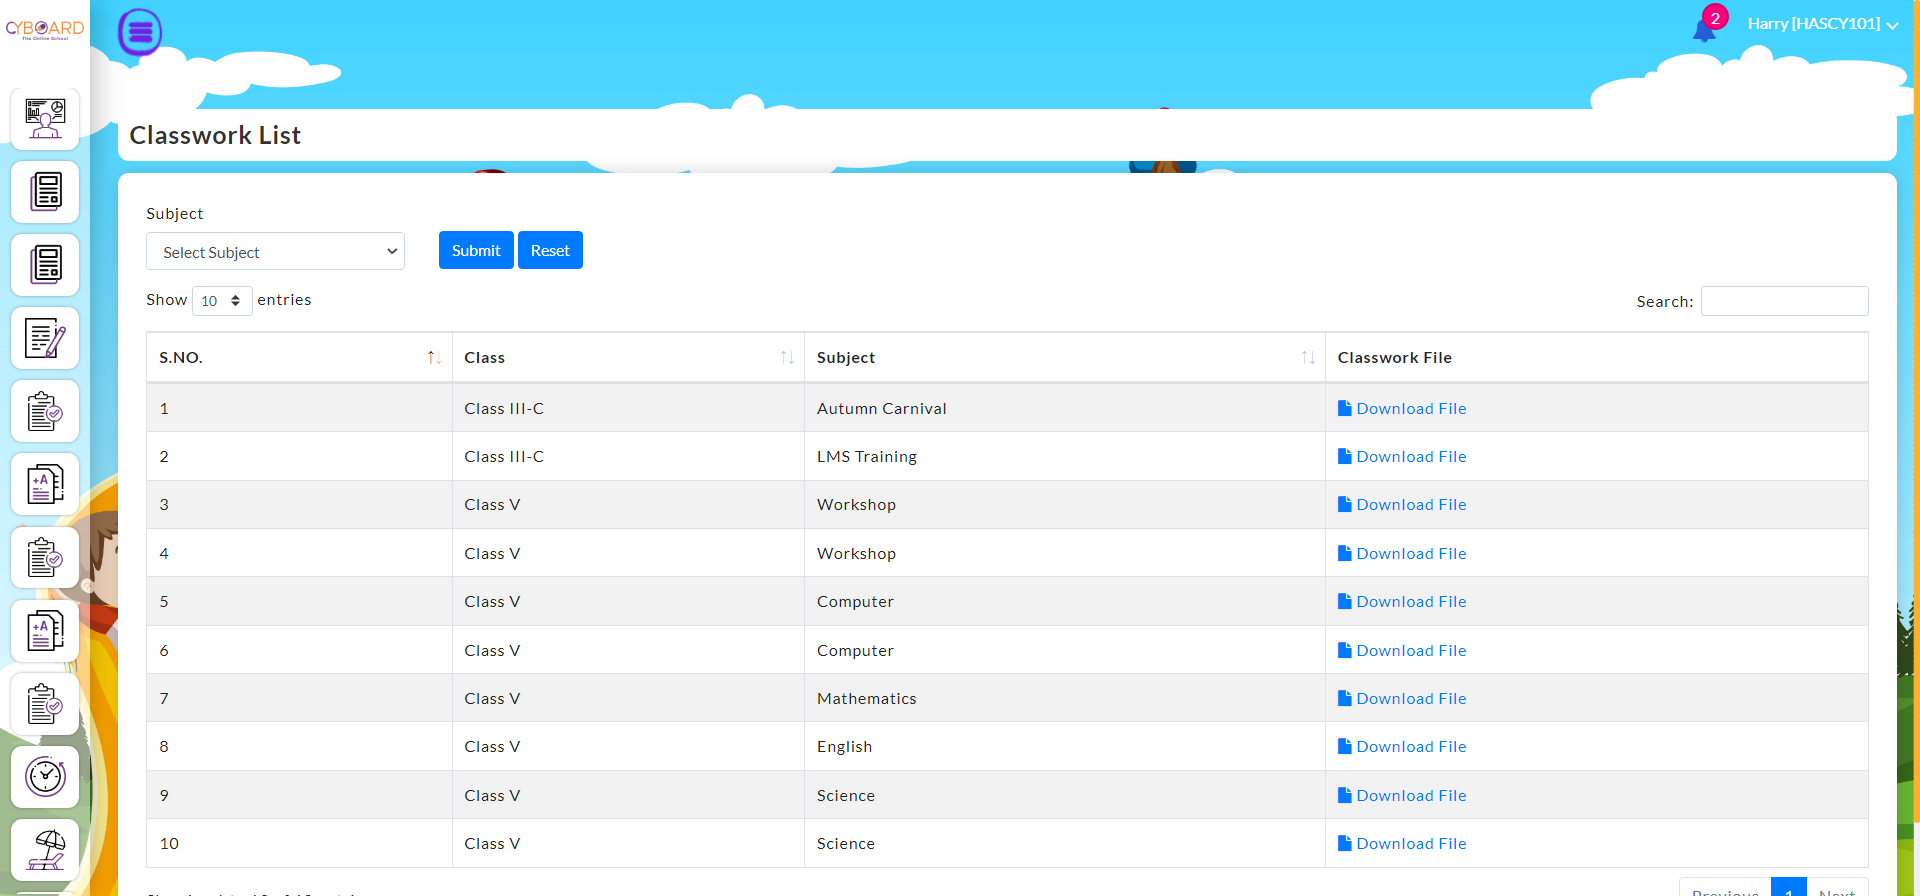 CYBOARD
The Online School
2
Harry [HASCY101]
Classwork List
Subject
Select Subject
Submit
Reset
Show 10 entries
Search:
S.NO. Class Subject Classwork File
1 Class III-C Autumn Carnival Download File
2 Class III-C LMS Training Download File
3 Class V Workshop Download File
4 Class V Workshop Download File
5 Class V Computer Download File
6 Class V Computer Download File
7 Class V Mathematics Download File
8 Class V English Download File
9 Class V Science Download File
10 Class V Science Download File
Previous 1 Next